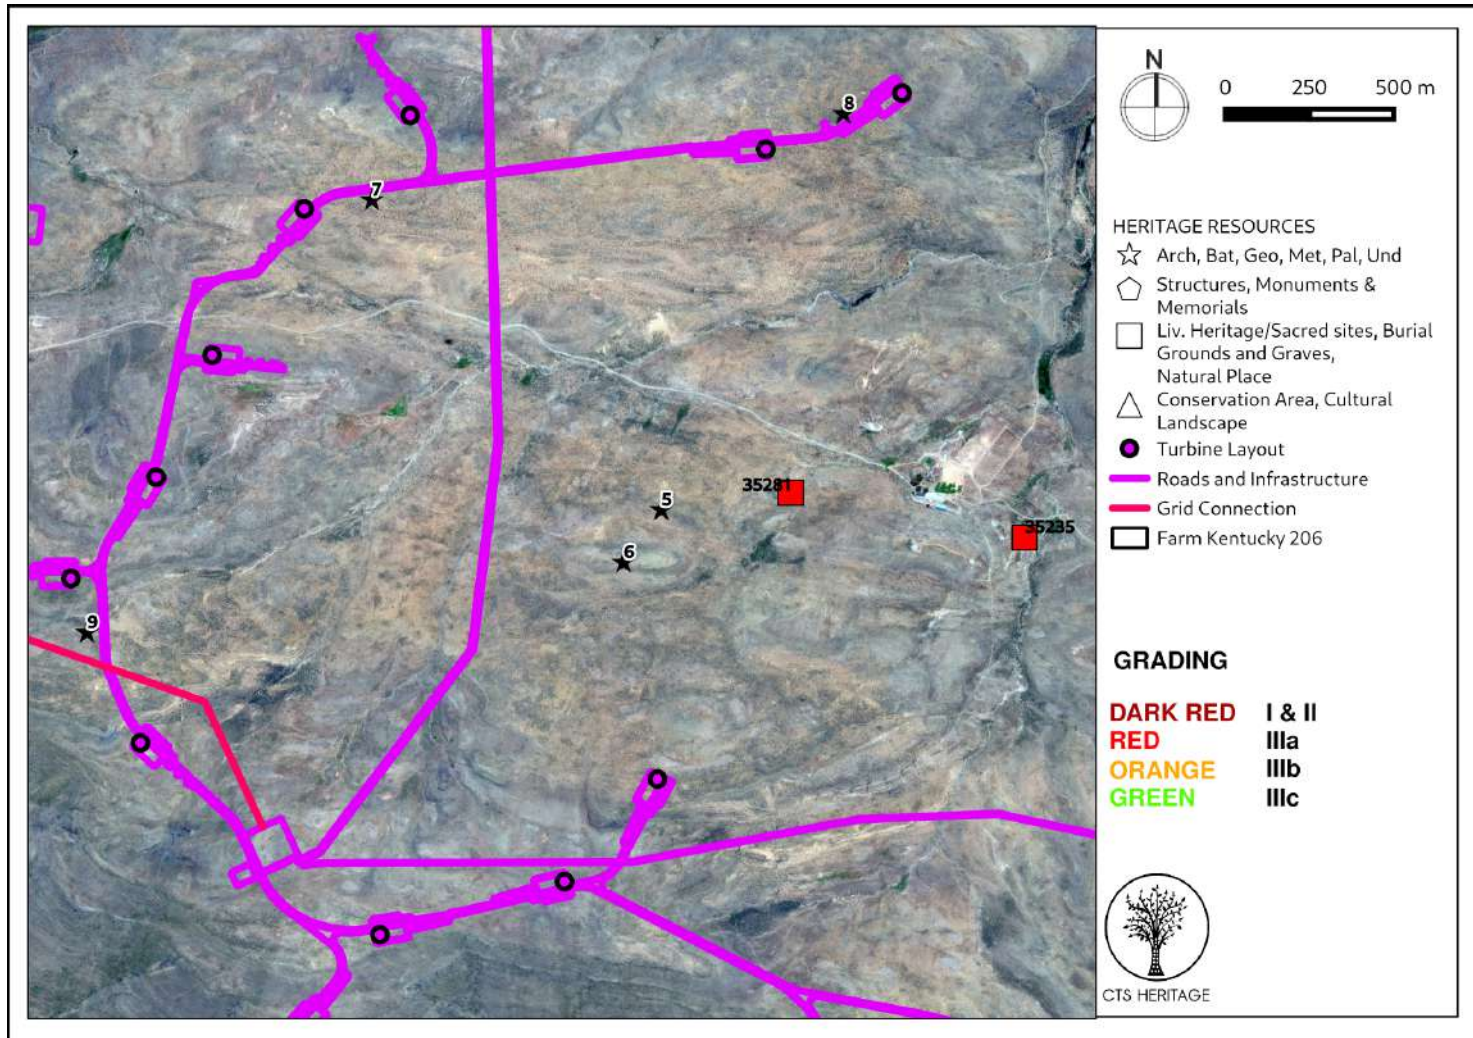 N
0 250 500 m
8
7
5
35281
35235
6
9
HERITAGE RESOURCES
Arch, Bat, Geo, Met, Pal, Und
Structures, Monuments &
Memorials
Liv. Heritage/Sacred sites, Burial
Grounds and Graves,
Natural Place
Conservation Area, Cultural
Landscape
Turbine Layout
Roads and Infrastructure
Grid Connection
Farm Kentucky 206
GRADING
DARK RED I & II
RED IIIa
ORANGE IIIb
GREEN IIIc
CTS HERITAGE